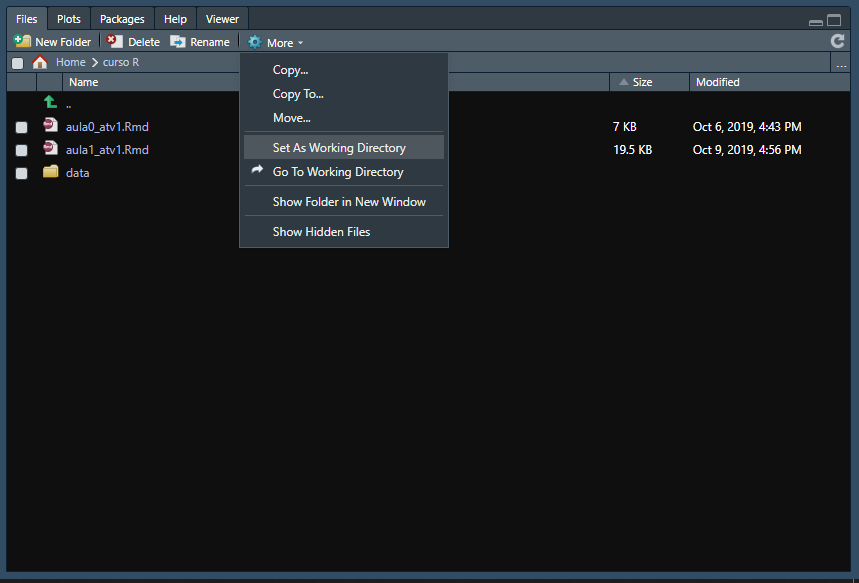 Files Plots Packages Help Viewer
New Folder Delete Rename More
Home curso R ...
Name Size Modified
..
aula0_atv1.Rmd 7 KB Oct 6, 2019, 4:43 PM
aula1_atv1.Rmd 19.5 KB Oct 9, 2019, 4:56 PM
data
Copy...
Copy To...
Move...
Set As Working Directory
Go To Working Directory
Show Folder in New Window
Show Hidden Files